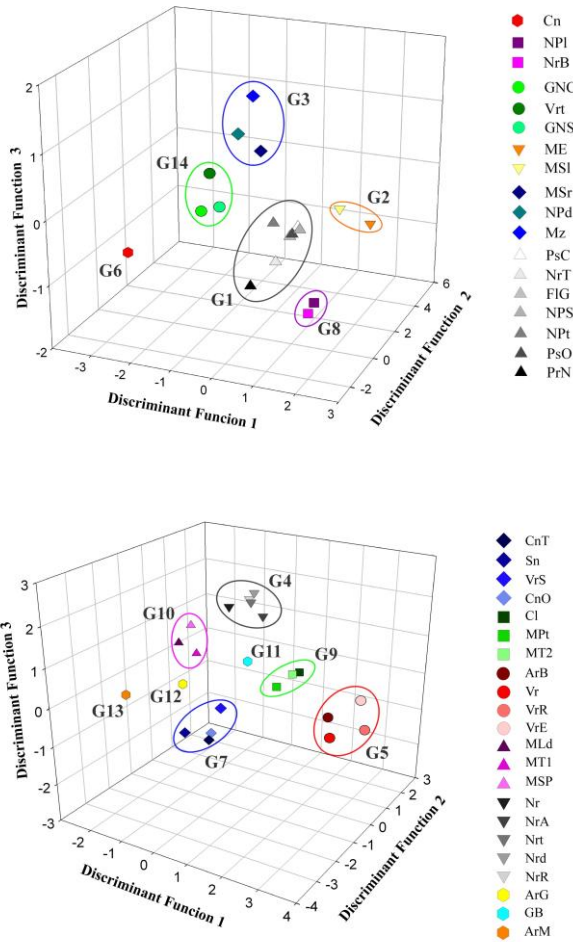 Cn
NPl
NrB
GNC
Vrt
GNS
ME
MSl
MSr
NPd
Mz
PsC
NrT
FlG
NPS
NPt
PsO
PrN
G3
G14
G2
G6
G1
G8
2
1
0
-1
-2
-3
-2
-1
0
1
2
3
-2
0
2
4
6
Discriminant Function 3
Discriminant Funcion 1
Discriminant Function 2
CnT
Sn
VrS
CnO
Cl
MPt
MT2
ArB
Vr
VrR
VrE
MLd
MT1
MSP
Nr
NrA
Nrt
Nrd
NrR
ArG
GB
ArM
G4
G10
G11
G9
G12
G13
G7
G5
3
2
1
0
-1
-2
-3
-2
-1
0
1
2
3
4
-4
-3
-2
-1
0
1
2
3
Discriminant Function 3
Discriminant Funcion 1
Discriminant Function 2